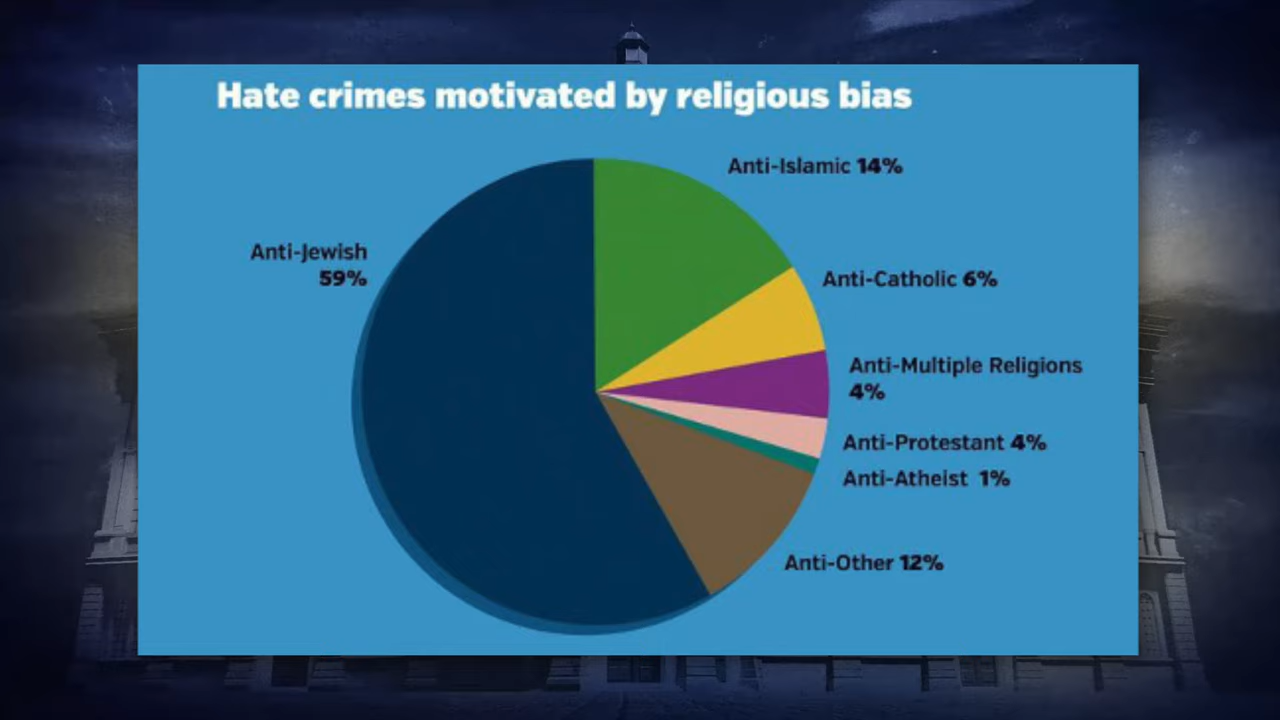 Hate crimes motivated by religious bias
Anti-Islamic 14%
Anti-Jewish
59%
Anti-Catholic 6%
Anti-Multiple Religions
4%
Anti-Protestant 4%
Anti-Atheist 1%
Anti-Other 12%